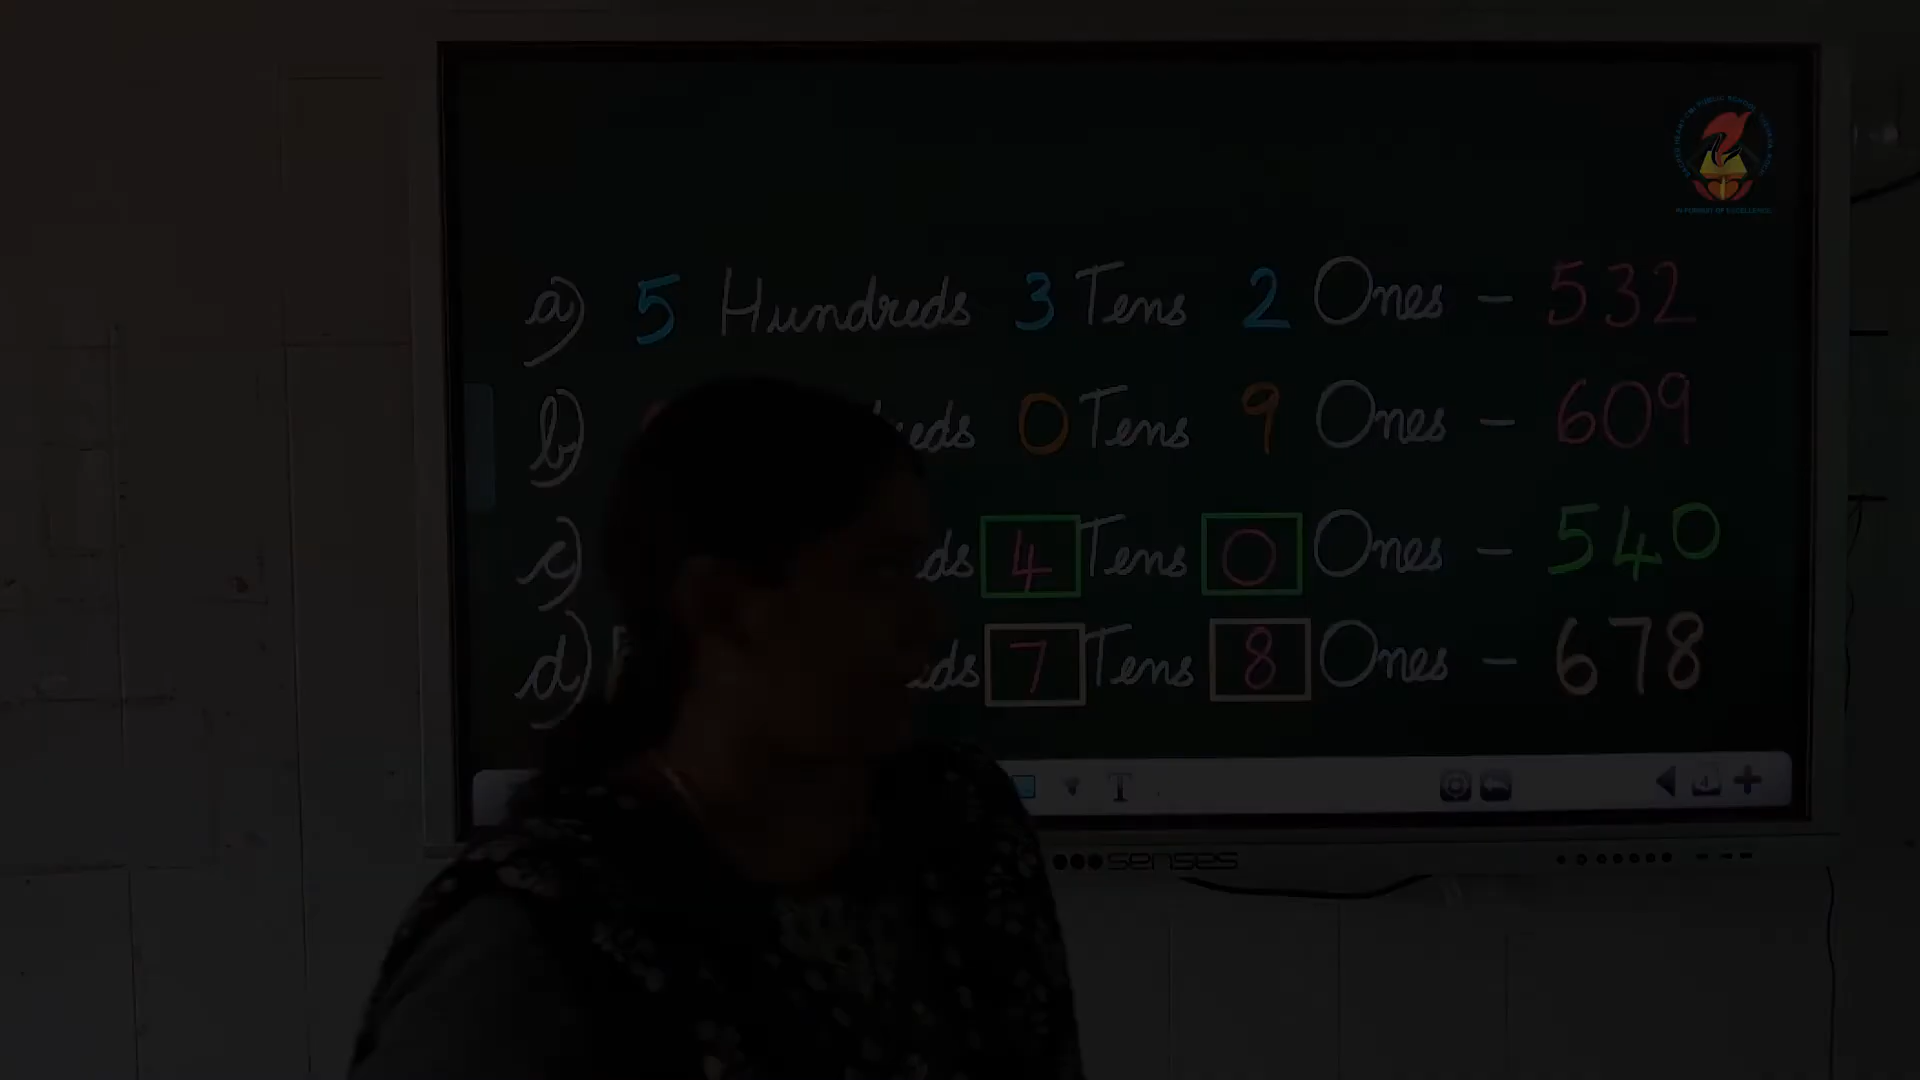 a) 5 Hundreds 3 Tens 2 Ones - 532
b) 0 Tens 9 Ones - 609
c) 4 Tens 0 Ones - 540
d) 7 Tens 8 Ones - 678
T
4
senses